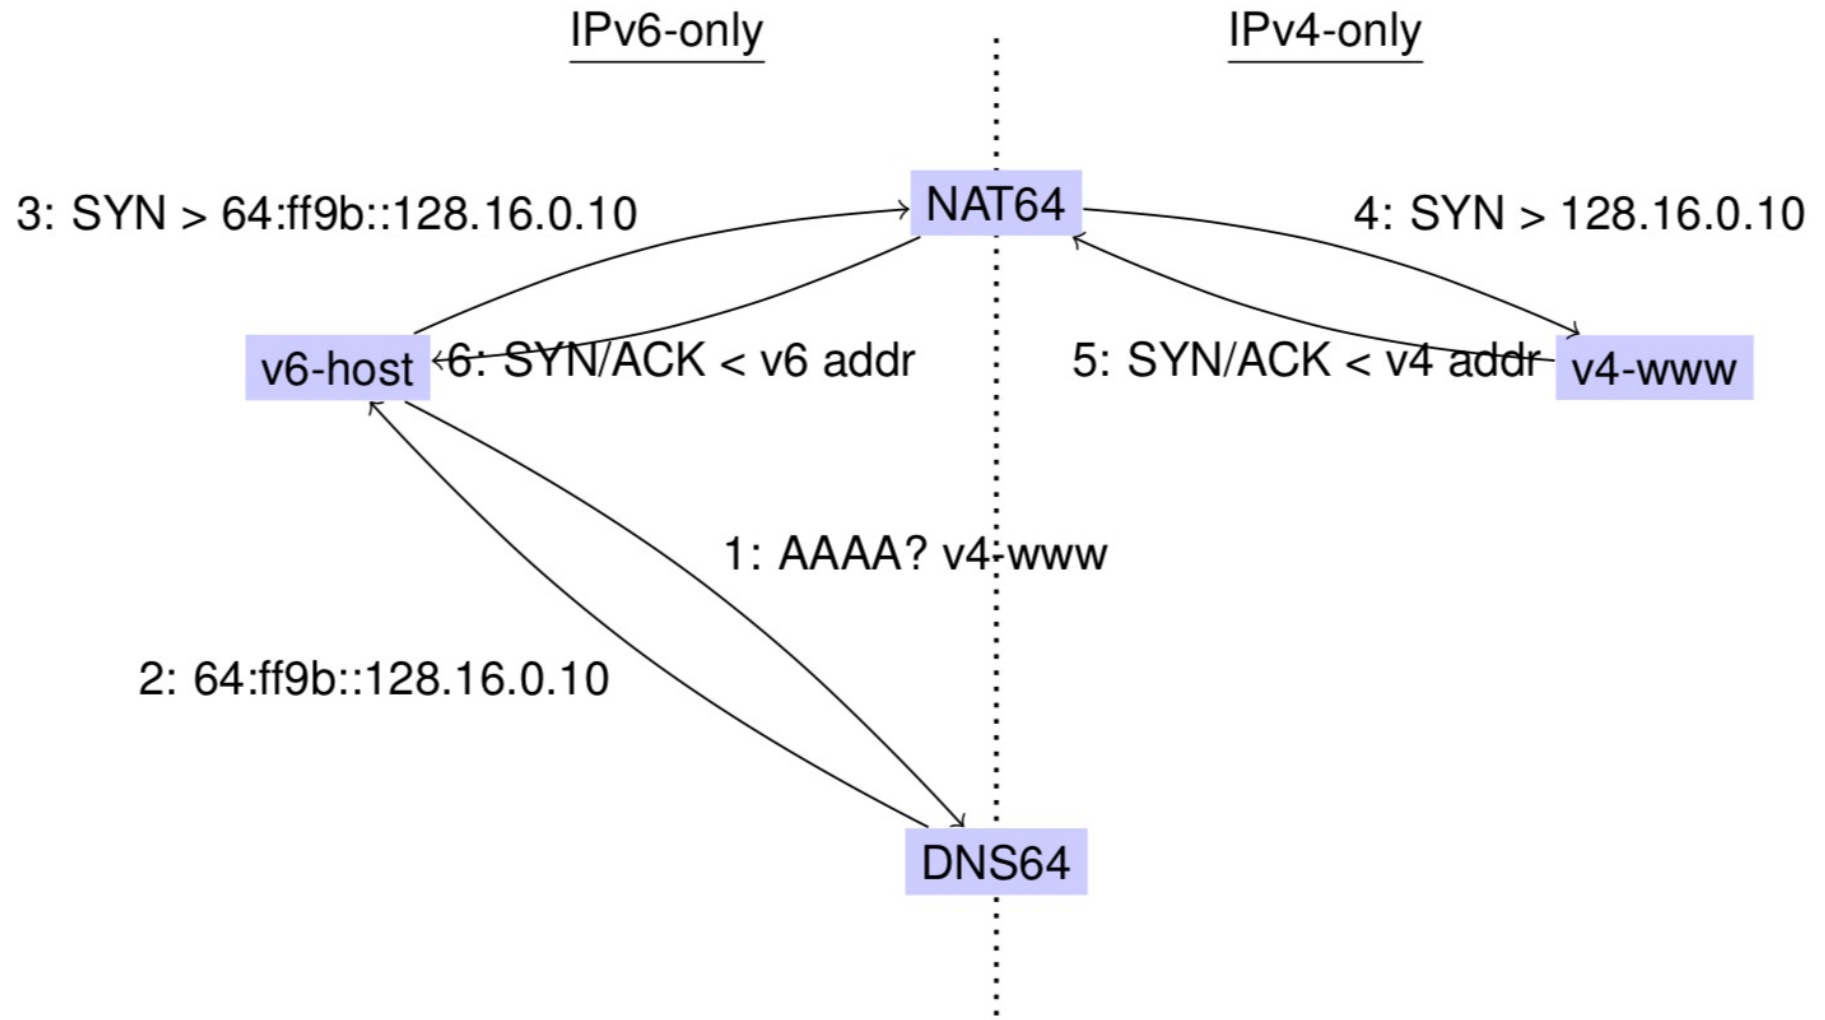 IPv6-only
IPv4-only
NAT64
3: SYN > 64:ff9b::128.16.0.10
4: SYN > 128.16.0.10
v6-host
6: SYN/ACK < v6 addr
5: SYN/ACK < v4 addr
v4-www
1: AAAA? v4-www
2: 64:ff9b::128.16.0.10
DNS64